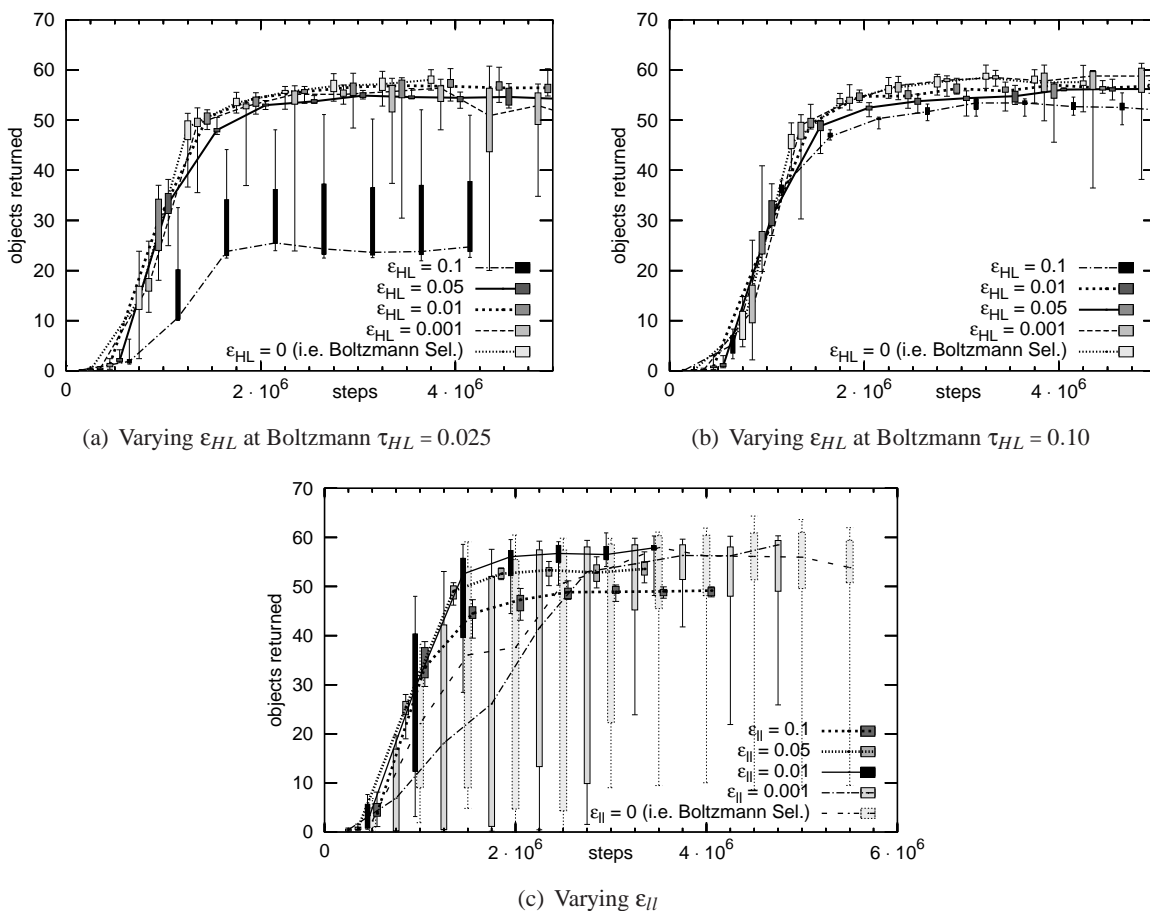 70
60
50
40
30
20
10
0
objects returned
ε_HL = 0.1
ε_HL = 0.05
ε_HL = 0.01
ε_HL = 0.001
ε_HL = 0 (i.e. Boltzmann Sel.)
0
2 · 10^6
steps
4 · 10^6
(a) Varying ε_HL at Boltzmann τ_HL = 0.025
70
60
50
40
30
20
10
0
objects returned
ε_HL = 0.1
ε_HL = 0.01
ε_HL = 0.05
ε_HL = 0.001
ε_HL = 0 (i.e. Boltzmann Sel.)
0
2 · 10^6
steps
4 · 10^6
(b) Varying ε_HL at Boltzmann τ_HL = 0.10
70
60
50
40
30
20
10
0
objects returned
ε_ll = 0.1
ε_ll = 0.05
ε_ll = 0.01
ε_ll = 0.001
ε_ll = 0 (i.e. Boltzmann Sel.)
0
2 · 10^6
steps
4 · 10^6
6 · 10^6
(c) Varying ε_ll